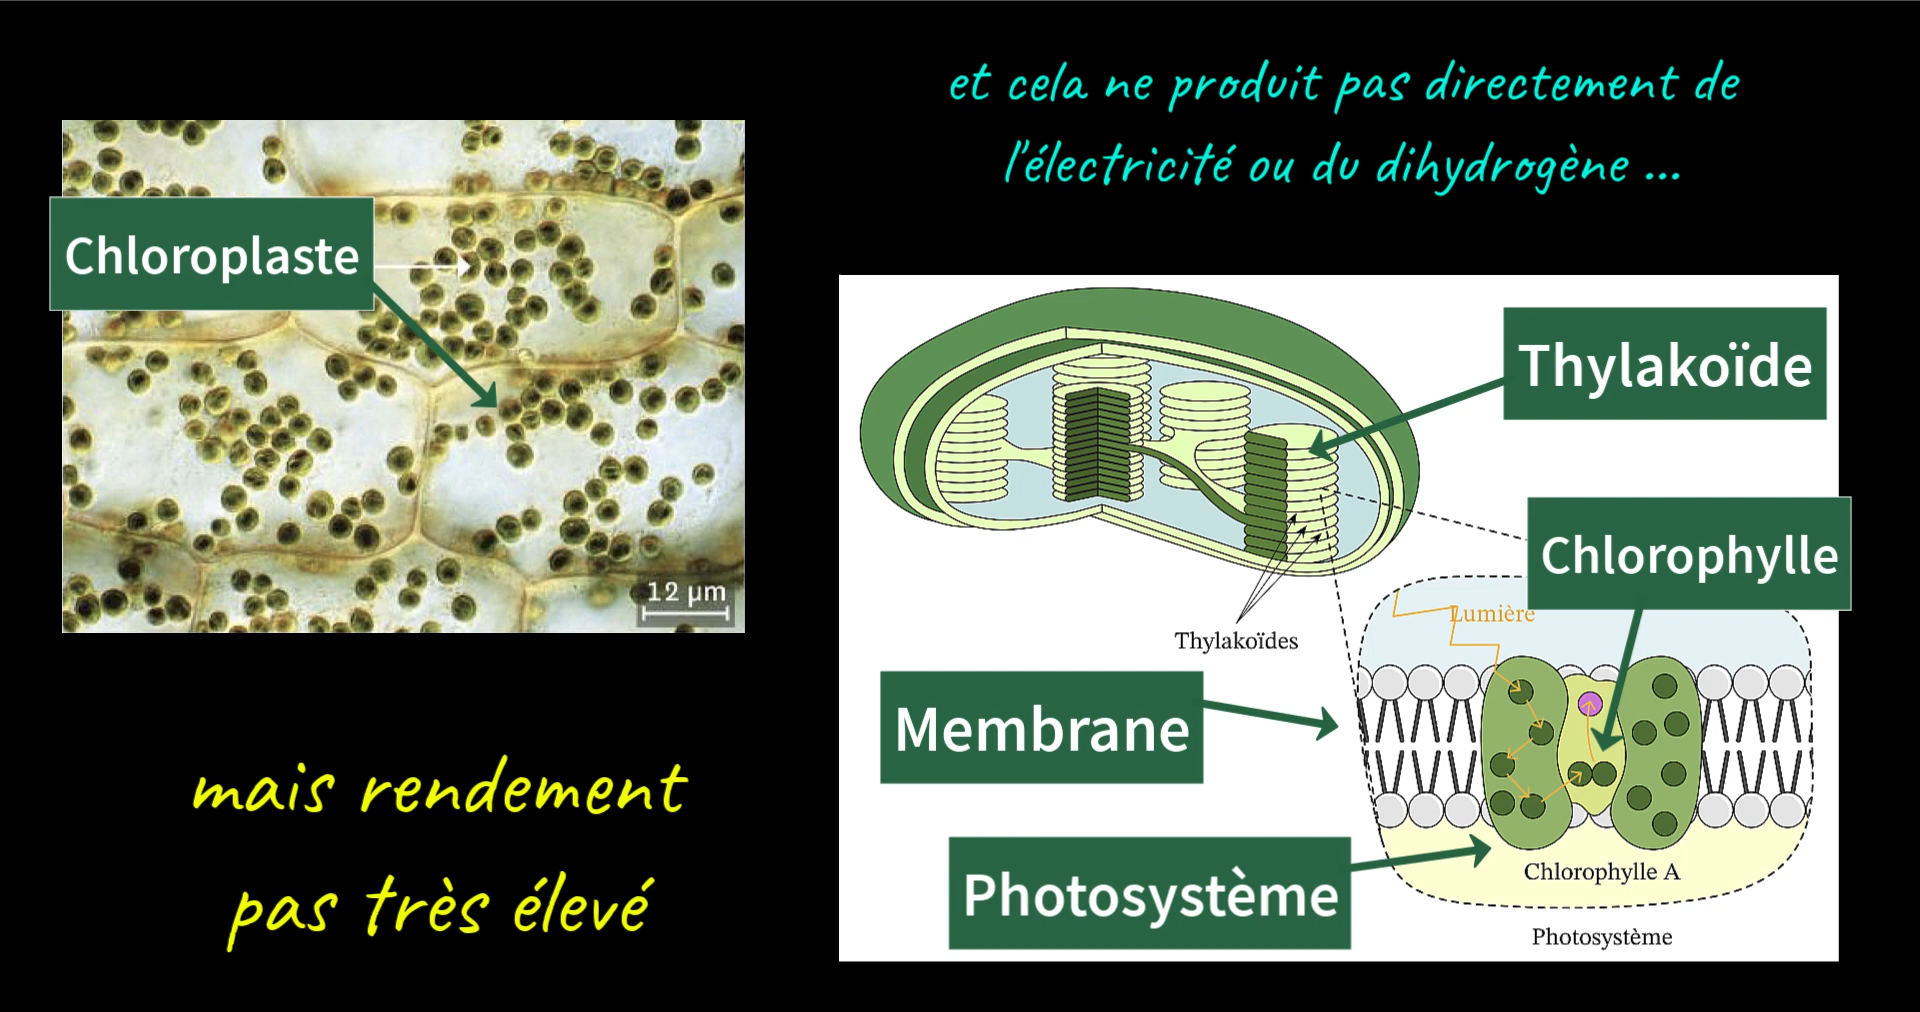 et cela ne produit pas directement de
l'électricité ou du dihydrogène ...
Chloroplaste
12 µm
mais rendement
pas très élevé
Thylakoïde
Chlorophylle
Lumière
Thylakoïdes
Membrane
Photosystème
Chlorophylle A
Photosystème